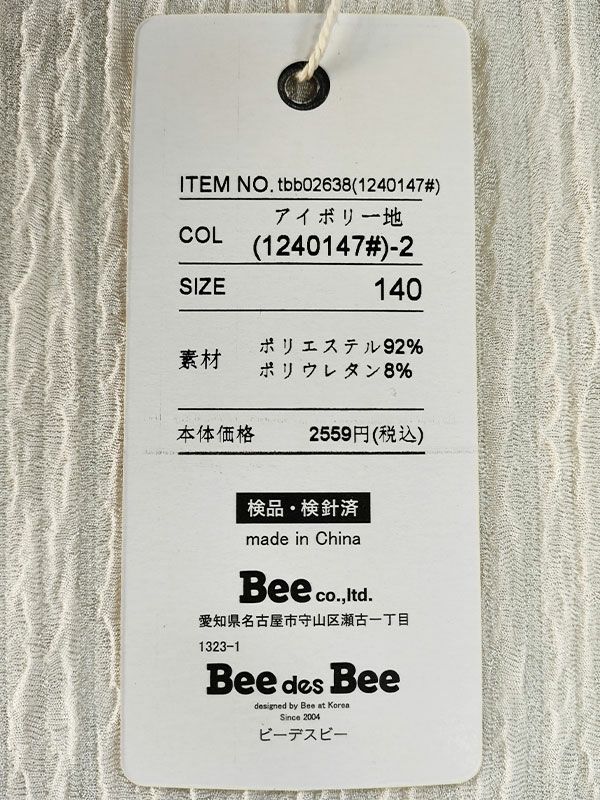 ITEM NO. tbb02638(1240147#)
COL アイボリー地
(1240147#)-2
SIZE 140
素材 ポリエステル92%
ポリウレタン8%
本体価格 2559円(税込)
検品・検針済
made in China
Bee co.,ltd.
愛知県名古屋市守山区瀬古一丁目
1323-1
Bee des Bee
designed by Bee at Korea
Since 2004
ビーデスビー